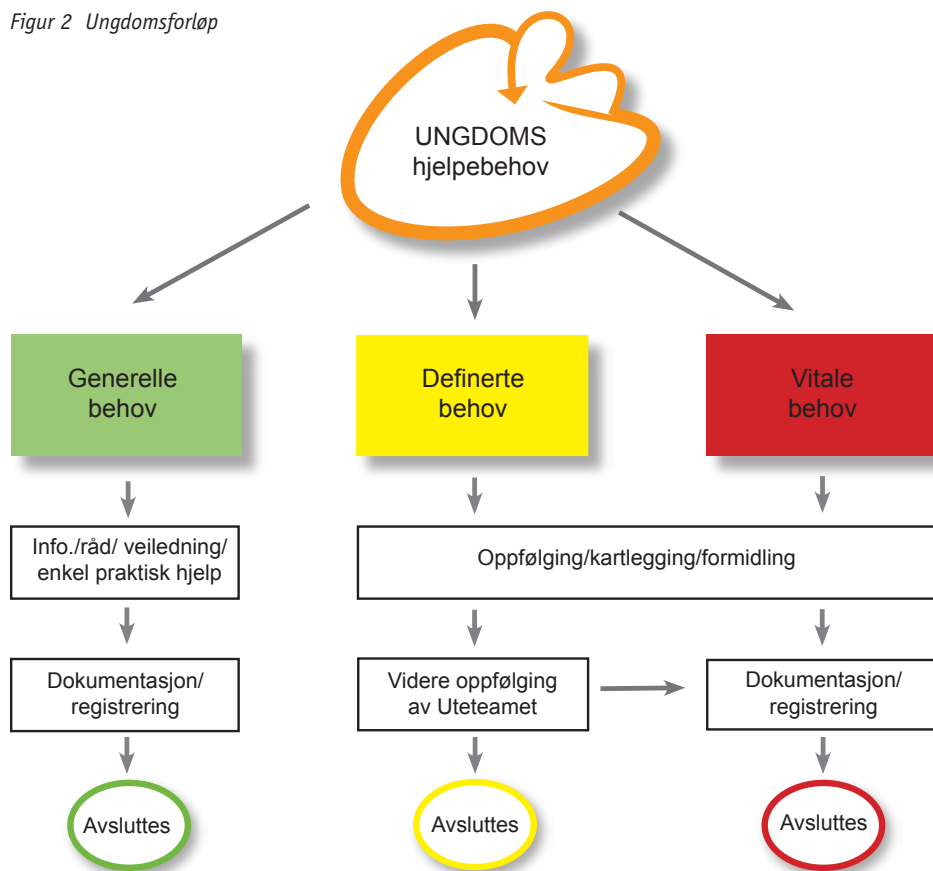 Figur 2 Ungdomsforløp
UNGDOMS
hjelpebehov
Generelle
behov
Definerte
behov
Vitale
behov
Info./råd/ veiledning/
enkel praktisk hjelp
Oppfølging/kartlegging/formidling
Dokumentasjon/
registrering
Videre oppfølging
av Uteteamet
Dokumentasjon/
registrering
Avsluttes
Avsluttes
Avsluttes